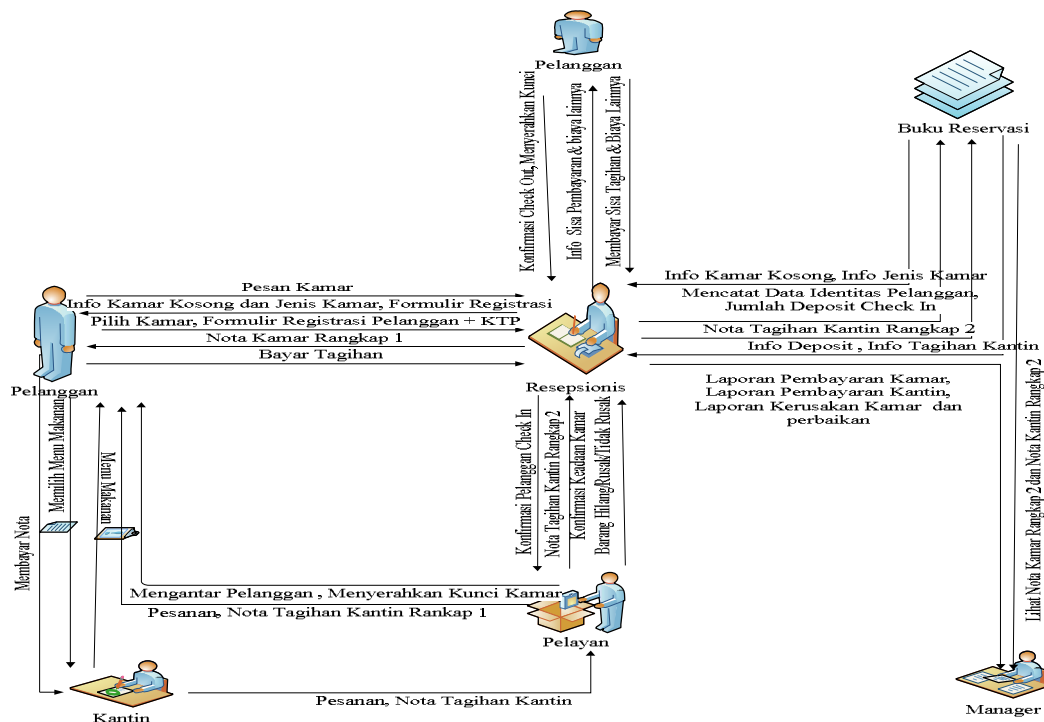 Pelanggan
Buku Reservasi
Konfirmasi Check Out, Menyerahkan Kunci
Info Sisa Pembayaran & biaya lainnya
Membayar Sisa Tagihan & Biaya Lainnya
Pesan Kamar
Info Kamar Kosong dan Jenis Kamar, Formulir Registrasi
Pilih Kamar, Formulir Registrasi Pelanggan + KTP
Nota Kamar Rangkap 1
Bayar Tagihan
Pelanggan
Resepsionis
Info Kamar Kosong, Info Jenis Kamar
Mencatat Data Identitas Pelanggan,
Jumlah Deposit Check In
Nota Tagihan Kantin Rangkap 2
Info Deposit , Info Tagihan Kantin
Laporan Pembayaran Kamar,
Laporan Pembayaran Kantin,
Laporan Kerusakan Kamar dan
perbaikan
Lihat Nota Kamar Rangkap 2 dan Nota Kantin Rangkap 2
Membayar Nota
Memilih Menu Makanan
Menu Makanan
Konfirmasi Pelanggan Check In
Nota Tagihan Kantin Rangkap 2
Konfirmasi Keadaan Kamar
Barang Hilang/Rusak/Tidak Rusak
Mengantar Pelanggan , Menyerahkan Kunci Kamar
Pesanan, Nota Tagihan Kantin Rankap 1
Pelayan
Pesanan, Nota Tagihan Kantin
Kantin
Manager